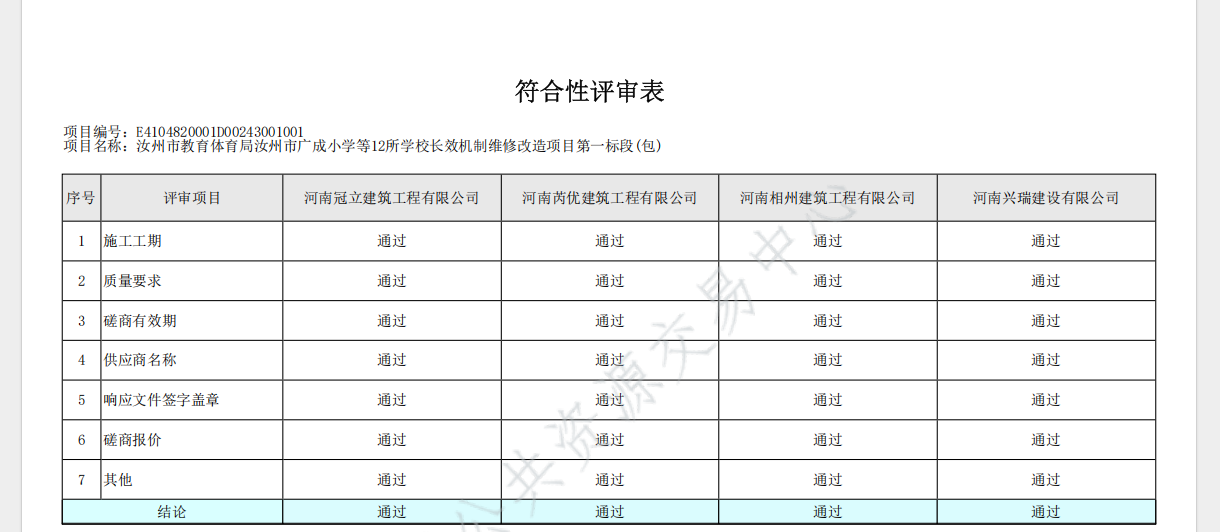 符合性评审表
项目编号：E4104820001D00243001001
项目名称：汝州市教育体育局汝州市广成小学等12所学校长效机制维修改造项目第一标段(包)
序号 评审项目 河南冠立建筑工程有限公司 河南芮优建筑工程有限公司 河南相州建筑工程有限公司 河南兴瑞建设有限公司
1 施工工期 通过 通过 通过 通过
2 质量要求 通过 通过 通过 通过
3 磋商有效期 通过 通过 通过 通过
4 供应商名称 通过 通过 通过 通过
5 响应文件签字盖章 通过 通过 通过 通过
6 磋商报价 通过 通过 通过 通过
7 其他 通过 通过 通过 通过
结论 通过 通过 通过 通过
公共资源交易中心